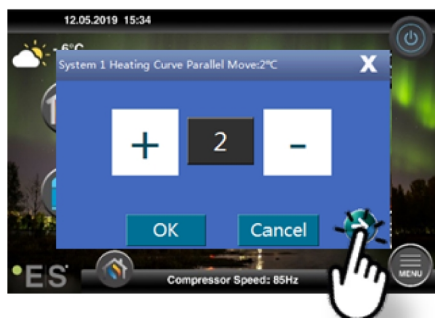 12.05.2019 15:34
6°C
System 1 Heating Curve Parallel Move:2°C
X
+ 2 -
OK Cancel
•ES
Compressor Speed: 85Hz
MENU